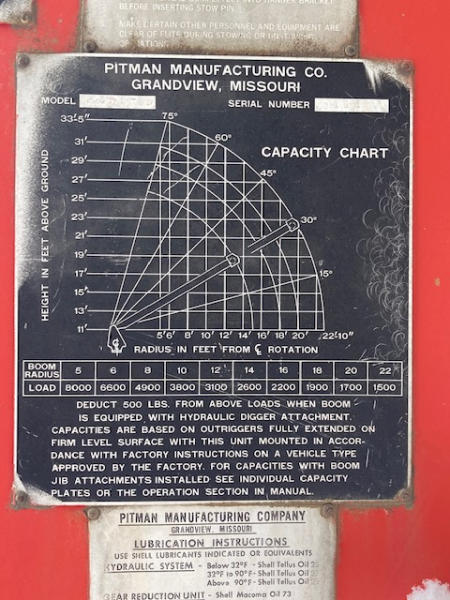 BEFORE INSERTING STOW PIN.
MAKE CERTAIN OTHER PERSONNEL AND EQUIPMENT ARE
CLEAR OF DURING STOWING OR
PITMAN MANUFACTURING CO.
GRANDVIEW, MISSOURI
MODEL SERIAL NUMBER
CAPACITY CHART
HEIGHT IN FEET ABOVE GROUND
33'-5" 75°
31' 60°
29'
27' 45°
25'
23' 30°
21'
19'
17' 15°
15'
13'
11' 5'6' 8' 10' 12' 14' 16' 18' 20' 22'10"
RADIUS IN FEET FROM ℄ ROTATION
BOOM RADIUS 5 6 8 10 12 14 16 18 20 22
LOAD 8000 6600 4900 3800 3100 2600 2200 1900 1700 1500
DEDUCT 500 LBS. FROM ABOVE LOADS WHEN BOOM
IS EQUIPPED WITH HYDRAULIC DIGGER ATTACHMENT.
CAPACITIES ARE BASED ON OUTRIGGERS FULLY EXTENDED ON
FIRM LEVEL SURFACE WITH THIS UNIT MOUNTED IN ACCOR-
DANCE WITH FACTORY INSTRUCTIONS ON A VEHICLE TYPE
APPROVED BY THE FACTORY. FOR CAPACITIES WITH BOOM
JIB ATTACHMENTS INSTALLED SEE INDIVIDUAL CAPACITY
PLATES OR THE OPERATION SECTION IN MANUAL.
PITMAN MANUFACTURING COMPANY
GRANDVIEW, MISSOURI
LUBRICATION INSTRUCTIONS
USE SHELL LUBRICANTS INDICATED OR EQUIVALENTS
HYDRAULIC SYSTEM - Below 32°F - Shell Tellus Oil
32°F to 90°F - Shell Tellus Oil
Above 90°F - Shell Tellus Oil
GEAR REDUCTION UNIT - Shell Macoma Oil 73